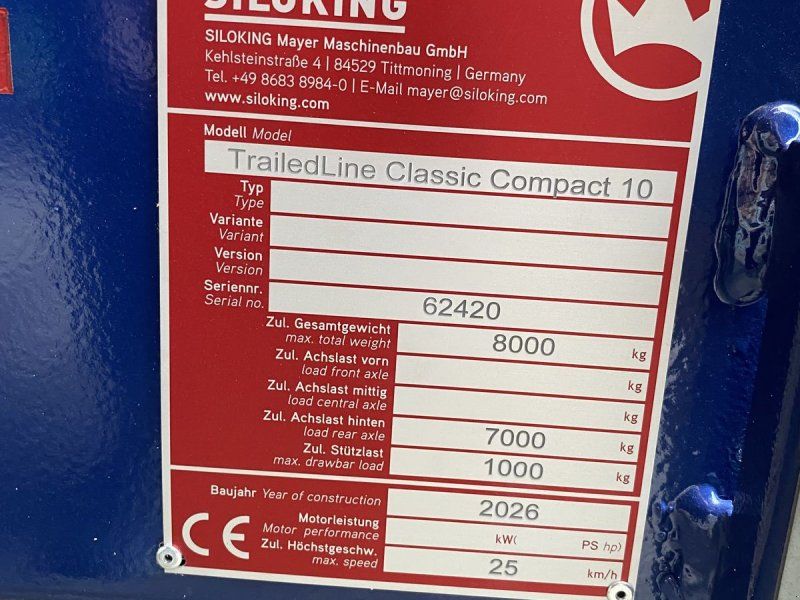 SILOKING
SILOKING Mayer Maschinenbau GmbH
Kehlsteinstraße 4 | 84529 Tittmoning | Germany
Tel. +49 8683 8984-0 | E-Mail mayer@siloking.com
www.siloking.com
Modell Model
TrailedLine Classic Compact 10
Typ
Type
Variante
Variant
Version
Version
Seriennr.
Serial no.
62420
Zul. Gesamtgewicht
max. total weight
8000 kg
Zul. Achslast vorn
load front axle
kg
Zul. Achslast mittig
load central axle
kg
Zul. Achslast hinten
load rear axle
7000 kg
Zul. Stützlast
max. drawbar load
1000 kg
Baujahr Year of construction
2026
CE
Motorleistung
Motor performance
kW( PS hp)
Zul. Höchstgeschw.
max. speed
25 km/h